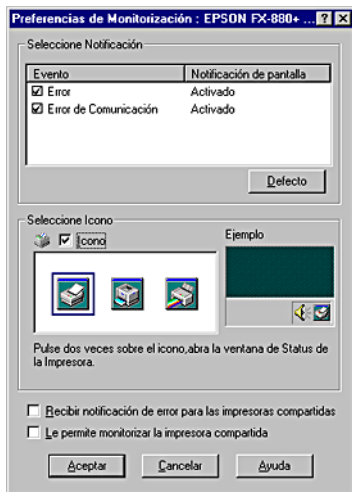 Preferencias de Monitorización : EPSON FX-880+ ...
Seleccione Notificación
Evento Notificación de pantalla
Error Activado
Error de Comunicación Activado
Defecto
Seleccione Icono
Icono
Ejemplo
Pulse dos veces sobre el icono,abra la ventana de Status de
la Impresora.
Recibir notificación de error para las impresoras compartidas
Le permite monitorizar la impresora compartida
Aceptar Cancelar Ayuda